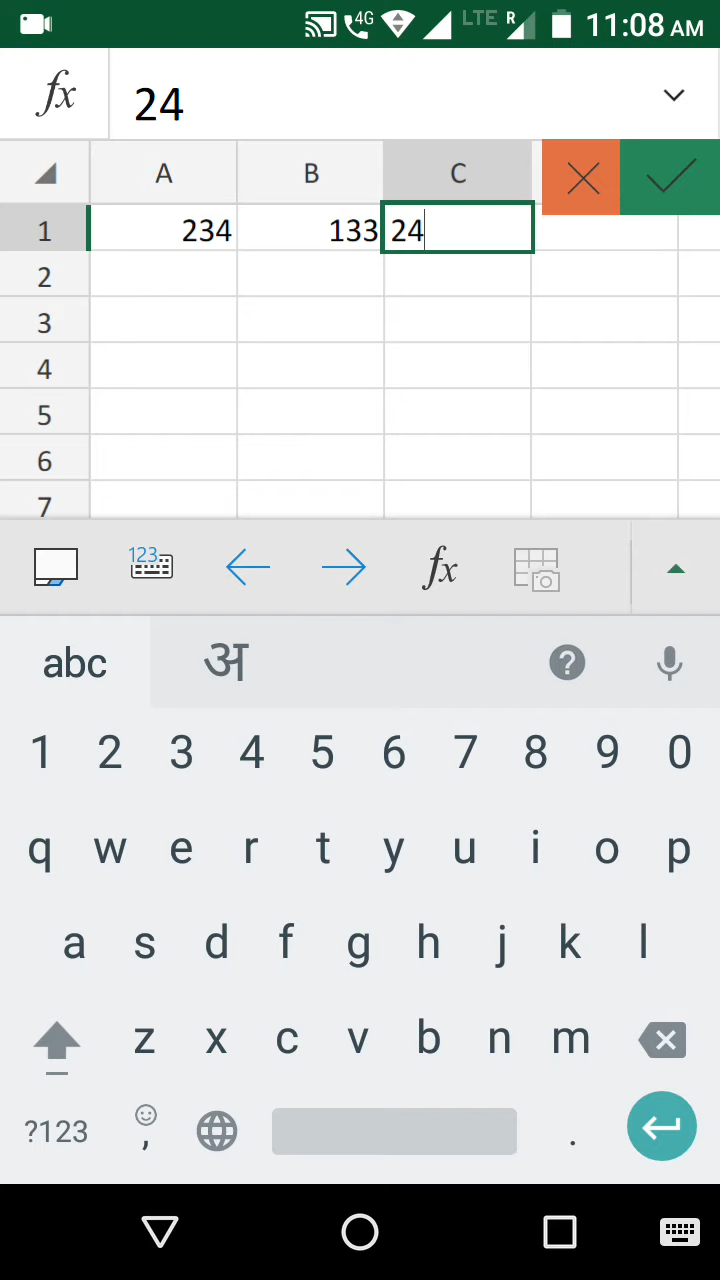 4G LTE R 11:08 AM
fx 24
A B C
1 234 133 24
2
3
4
5
6
7
123 fx
abc अ
1 2 3 4 5 6 7 8 9 0
q w e r t y u i o p
a s d f g h j k l
z x c v b n m
?123 , .